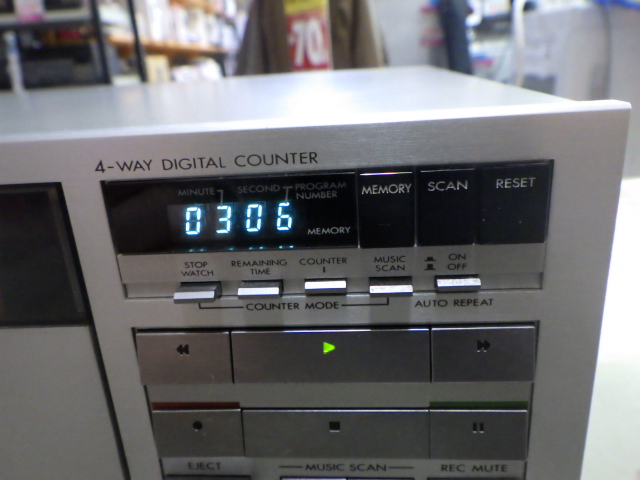 70
4-WAY DIGITAL COUNTER
MINUTE SECOND PROGRAM NUMBER
MEMORY SCAN RESET
0306
MEMORY
STOP WATCH REMAINING TIME COUNTER MUSIC SCAN ON OFF
COUNTER MODE AUTO REPEAT
EJECT MUSIC SCAN REC MUTE